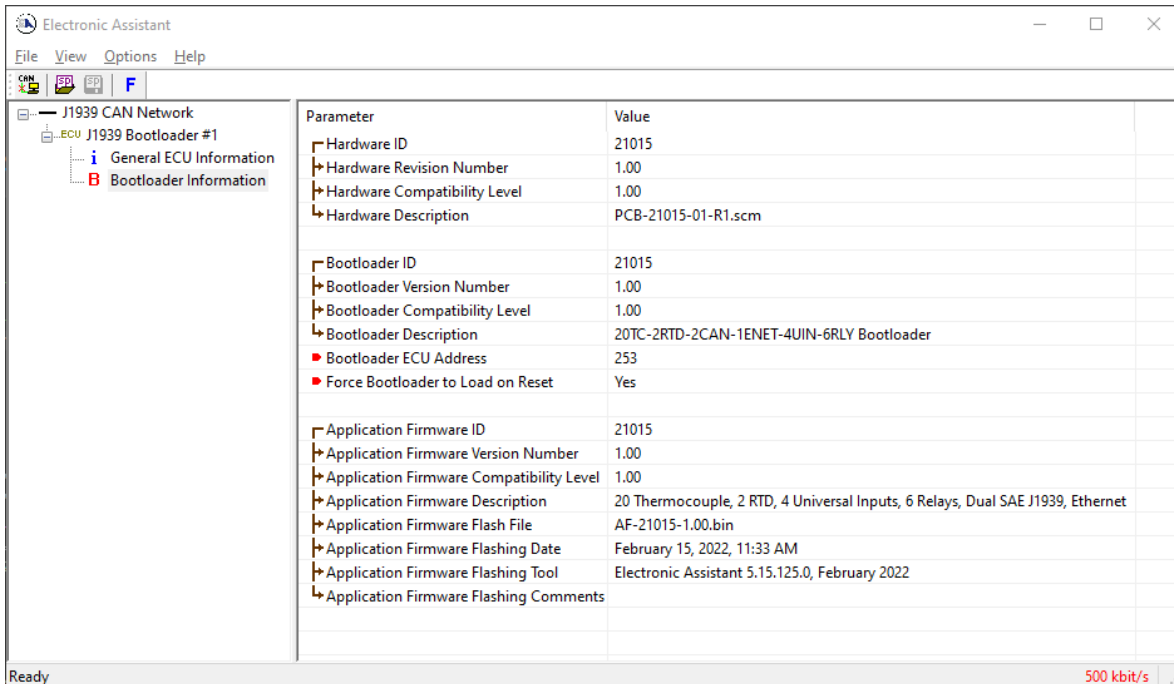 Electronic Assistant
File View Options Help
CAN SP SP F
J1939 CAN Network
ECU J1939 Bootloader #1
i General ECU Information
B Bootloader Information
Parameter Value
Hardware ID 21015
Hardware Revision Number 1.00
Hardware Compatibility Level 1.00
Hardware Description PCB-21015-01-R1.scm
Bootloader ID 21015
Bootloader Version Number 1.00
Bootloader Compatibility Level 1.00
Bootloader Description 20TC-2RTD-2CAN-1ENET-4UIN-6RLY Bootloader
Bootloader ECU Address 253
Force Bootloader to Load on Reset Yes
Application Firmware ID 21015
Application Firmware Version Number 1.00
Application Firmware Compatibility Level 1.00
Application Firmware Description 20 Thermocouple, 2 RTD, 4 Universal Inputs, 6 Relays, Dual SAE J1939, Ethernet
Application Firmware Flash File AF-21015-1.00.bin
Application Firmware Flashing Date February 15, 2022, 11:33 AM
Application Firmware Flashing Tool Electronic Assistant 5.15.125.0, February 2022
Application Firmware Flashing Comments
Ready 500 kbit/s